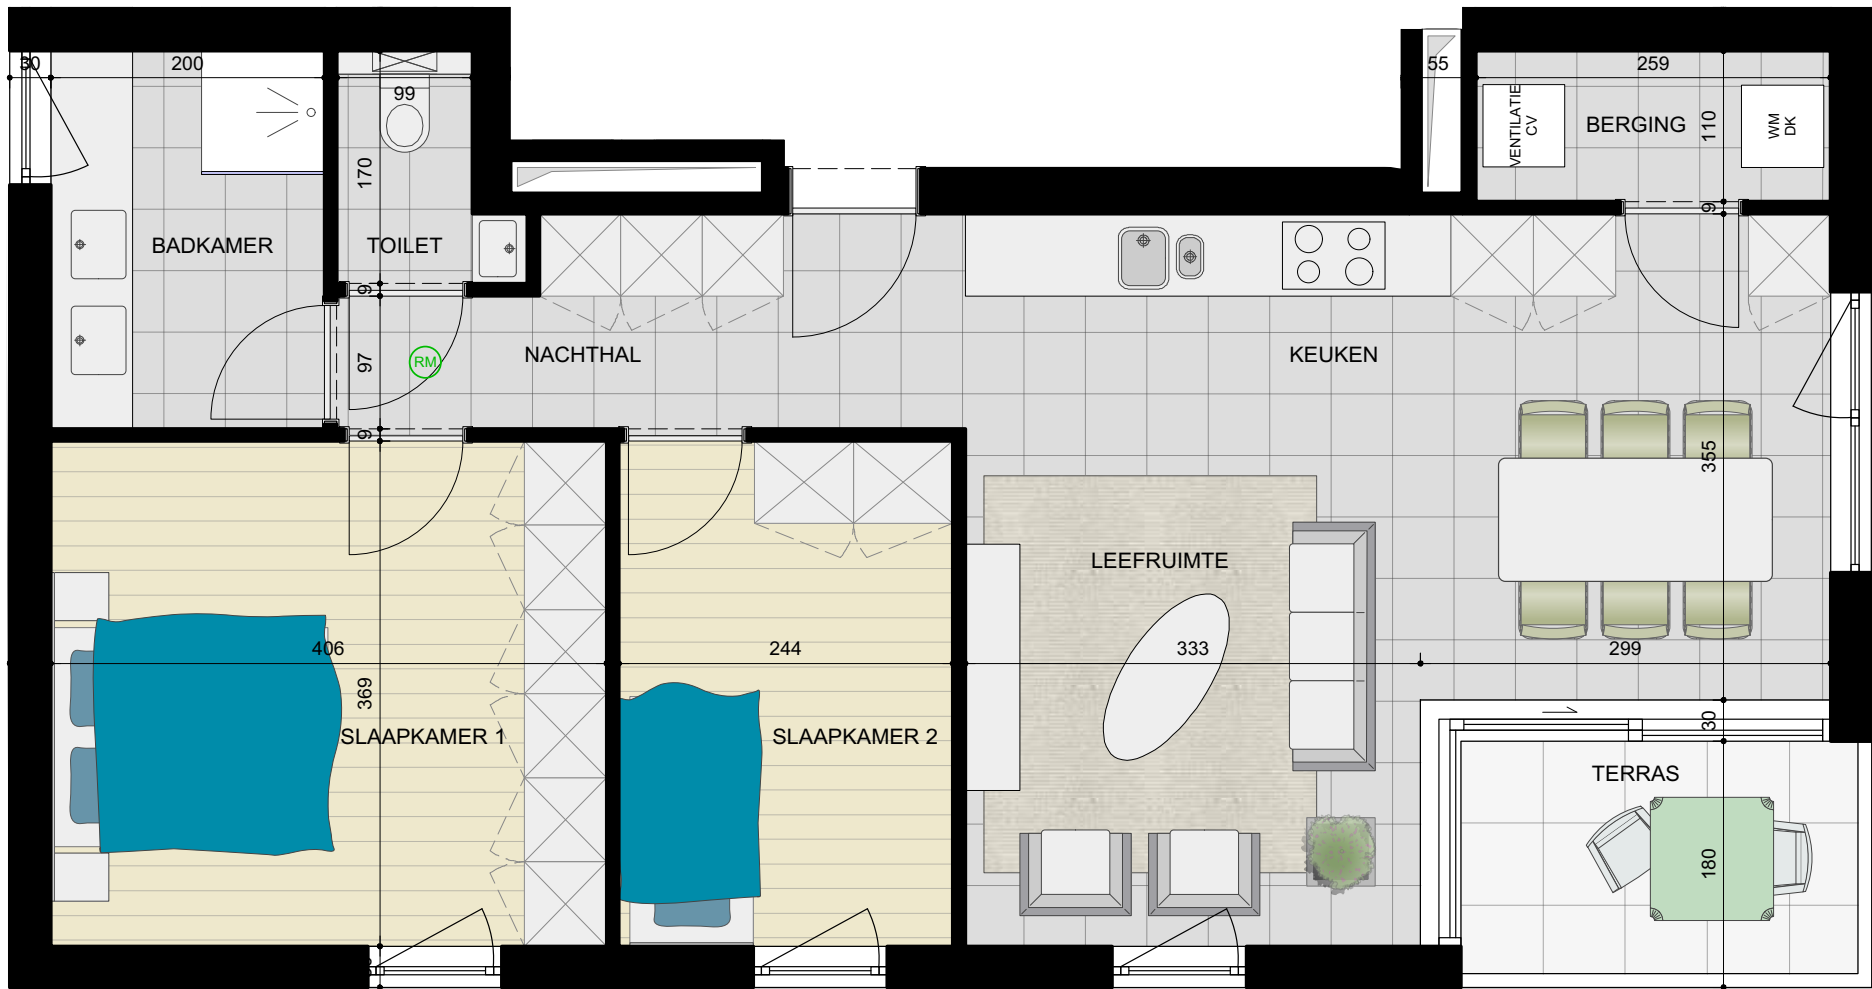 30
200
99
55
259
VENTILATIE
CV
BERGING
110
WM
DK
170
BADKAMER
TOILET
9
9
97
RM
NACHTHAL
KEUKEN
9
355
LEEFRUIMTE
406
244
333
299
369
SLAAPKAMER 1
SLAAPKAMER 2
30
TERRAS
180